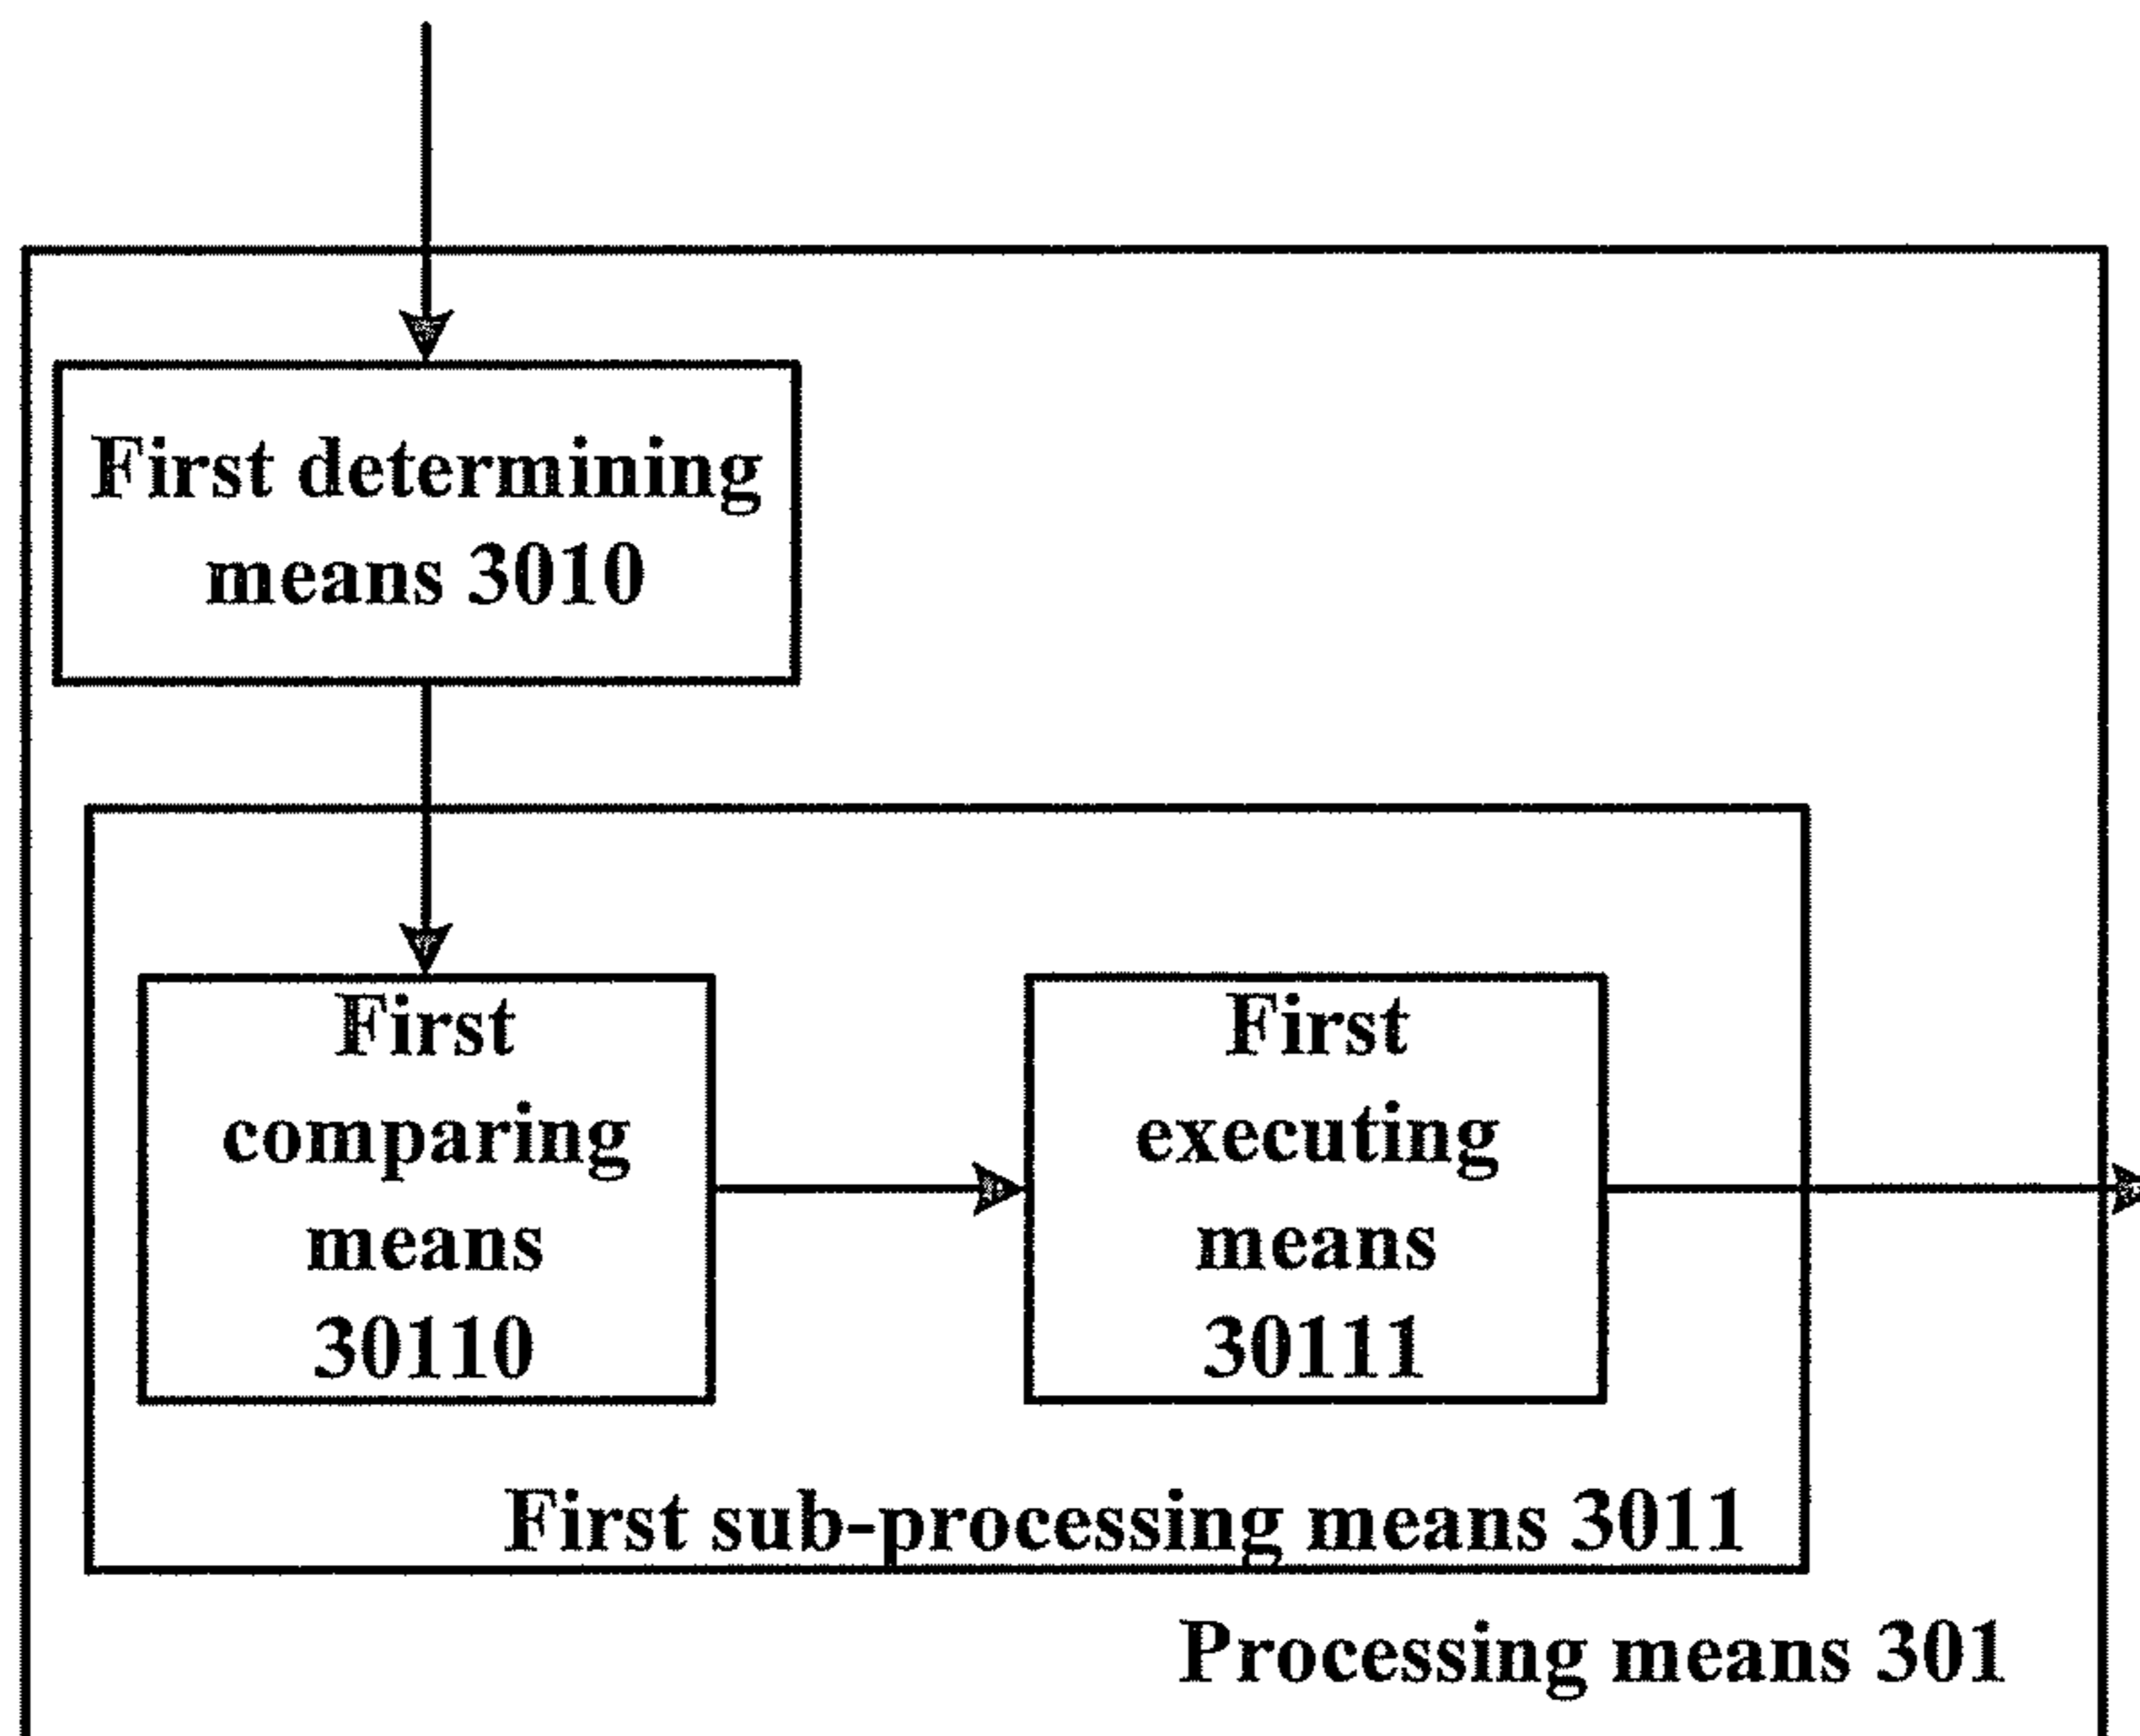 First determining
means 3010
First
comparing
means
30110
First
executing
means
30111
First sub-processing means 3011
Processing means 301